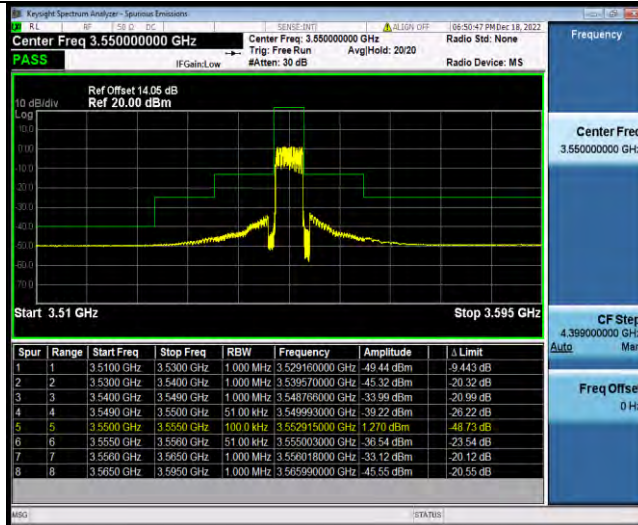 Keysight Spectrum Analyzer - Spurious Emissions
RL RF 50 Ω DC SENSE:INT ALIGN OFF 06:50:47 PM Dec 18, 2022
Center Freq 3.550000000 GHz Center Freq: 3.550000000 GHz Radio Std: None
Trig: Free Run Avg|Hold: 20/20
PASS IFGain:Low #Atten: 30 dB Radio Device: MS
Frequency
Ref Offset 14.05 dB
10 dB/div Ref 20.00 dBm
Log
10.0
0.00
-10.0
-20.0
-30.0
-40.0
-50.0
-60.0
-70.0
Start 3.51 GHz Stop 3.595 GHz
Center Freq
3.550000000 GHz
CF Step
4.399000000 GHz
Auto Man
Freq Offset
0 Hz
Spur Range Start Freq Stop Freq RBW Frequency Amplitude Δ Limit
1 1 3.5100 GHz 3.5300 GHz 1.000 MHz 3.529160000 GHz -49.44 dBm -9.443 dB
2 2 3.5300 GHz 3.5400 GHz 1.000 MHz 3.539570000 GHz -45.32 dBm -20.32 dB
3 3 3.5400 GHz 3.5490 GHz 1.000 MHz 3.548766000 GHz -33.99 dBm -20.99 dB
4 4 3.5490 GHz 3.5500 GHz 51.00 kHz 3.549993000 GHz -39.22 dBm -26.22 dB
5 5 3.5500 GHz 3.5550 GHz 100.0 kHz 3.552915000 GHz 1.270 dBm -48.73 dB
6 6 3.5550 GHz 3.5560 GHz 51.00 kHz 3.555003000 GHz -36.54 dBm -23.54 dB
7 7 3.5560 GHz 3.5650 GHz 1.000 MHz 3.556018000 GHz -33.12 dBm -20.12 dB
8 8 3.5650 GHz 3.5950 GHz 1.000 MHz 3.565990000 GHz -45.55 dBm -20.55 dB
MSG STATUS